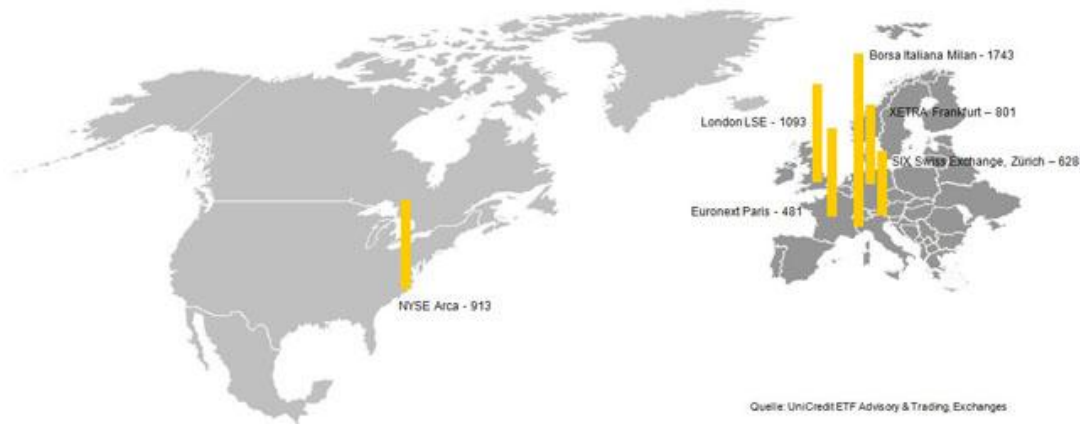 Borsa Italiana Milan - 1743
XETRA Frankfurt – 801
London LSE - 1093
SIX Swiss Exchange, Zürich – 628
Euronext Paris - 481
NYSE Arca - 913
Quelle: UniCredit ETF Advisory & Trading, Exchanges